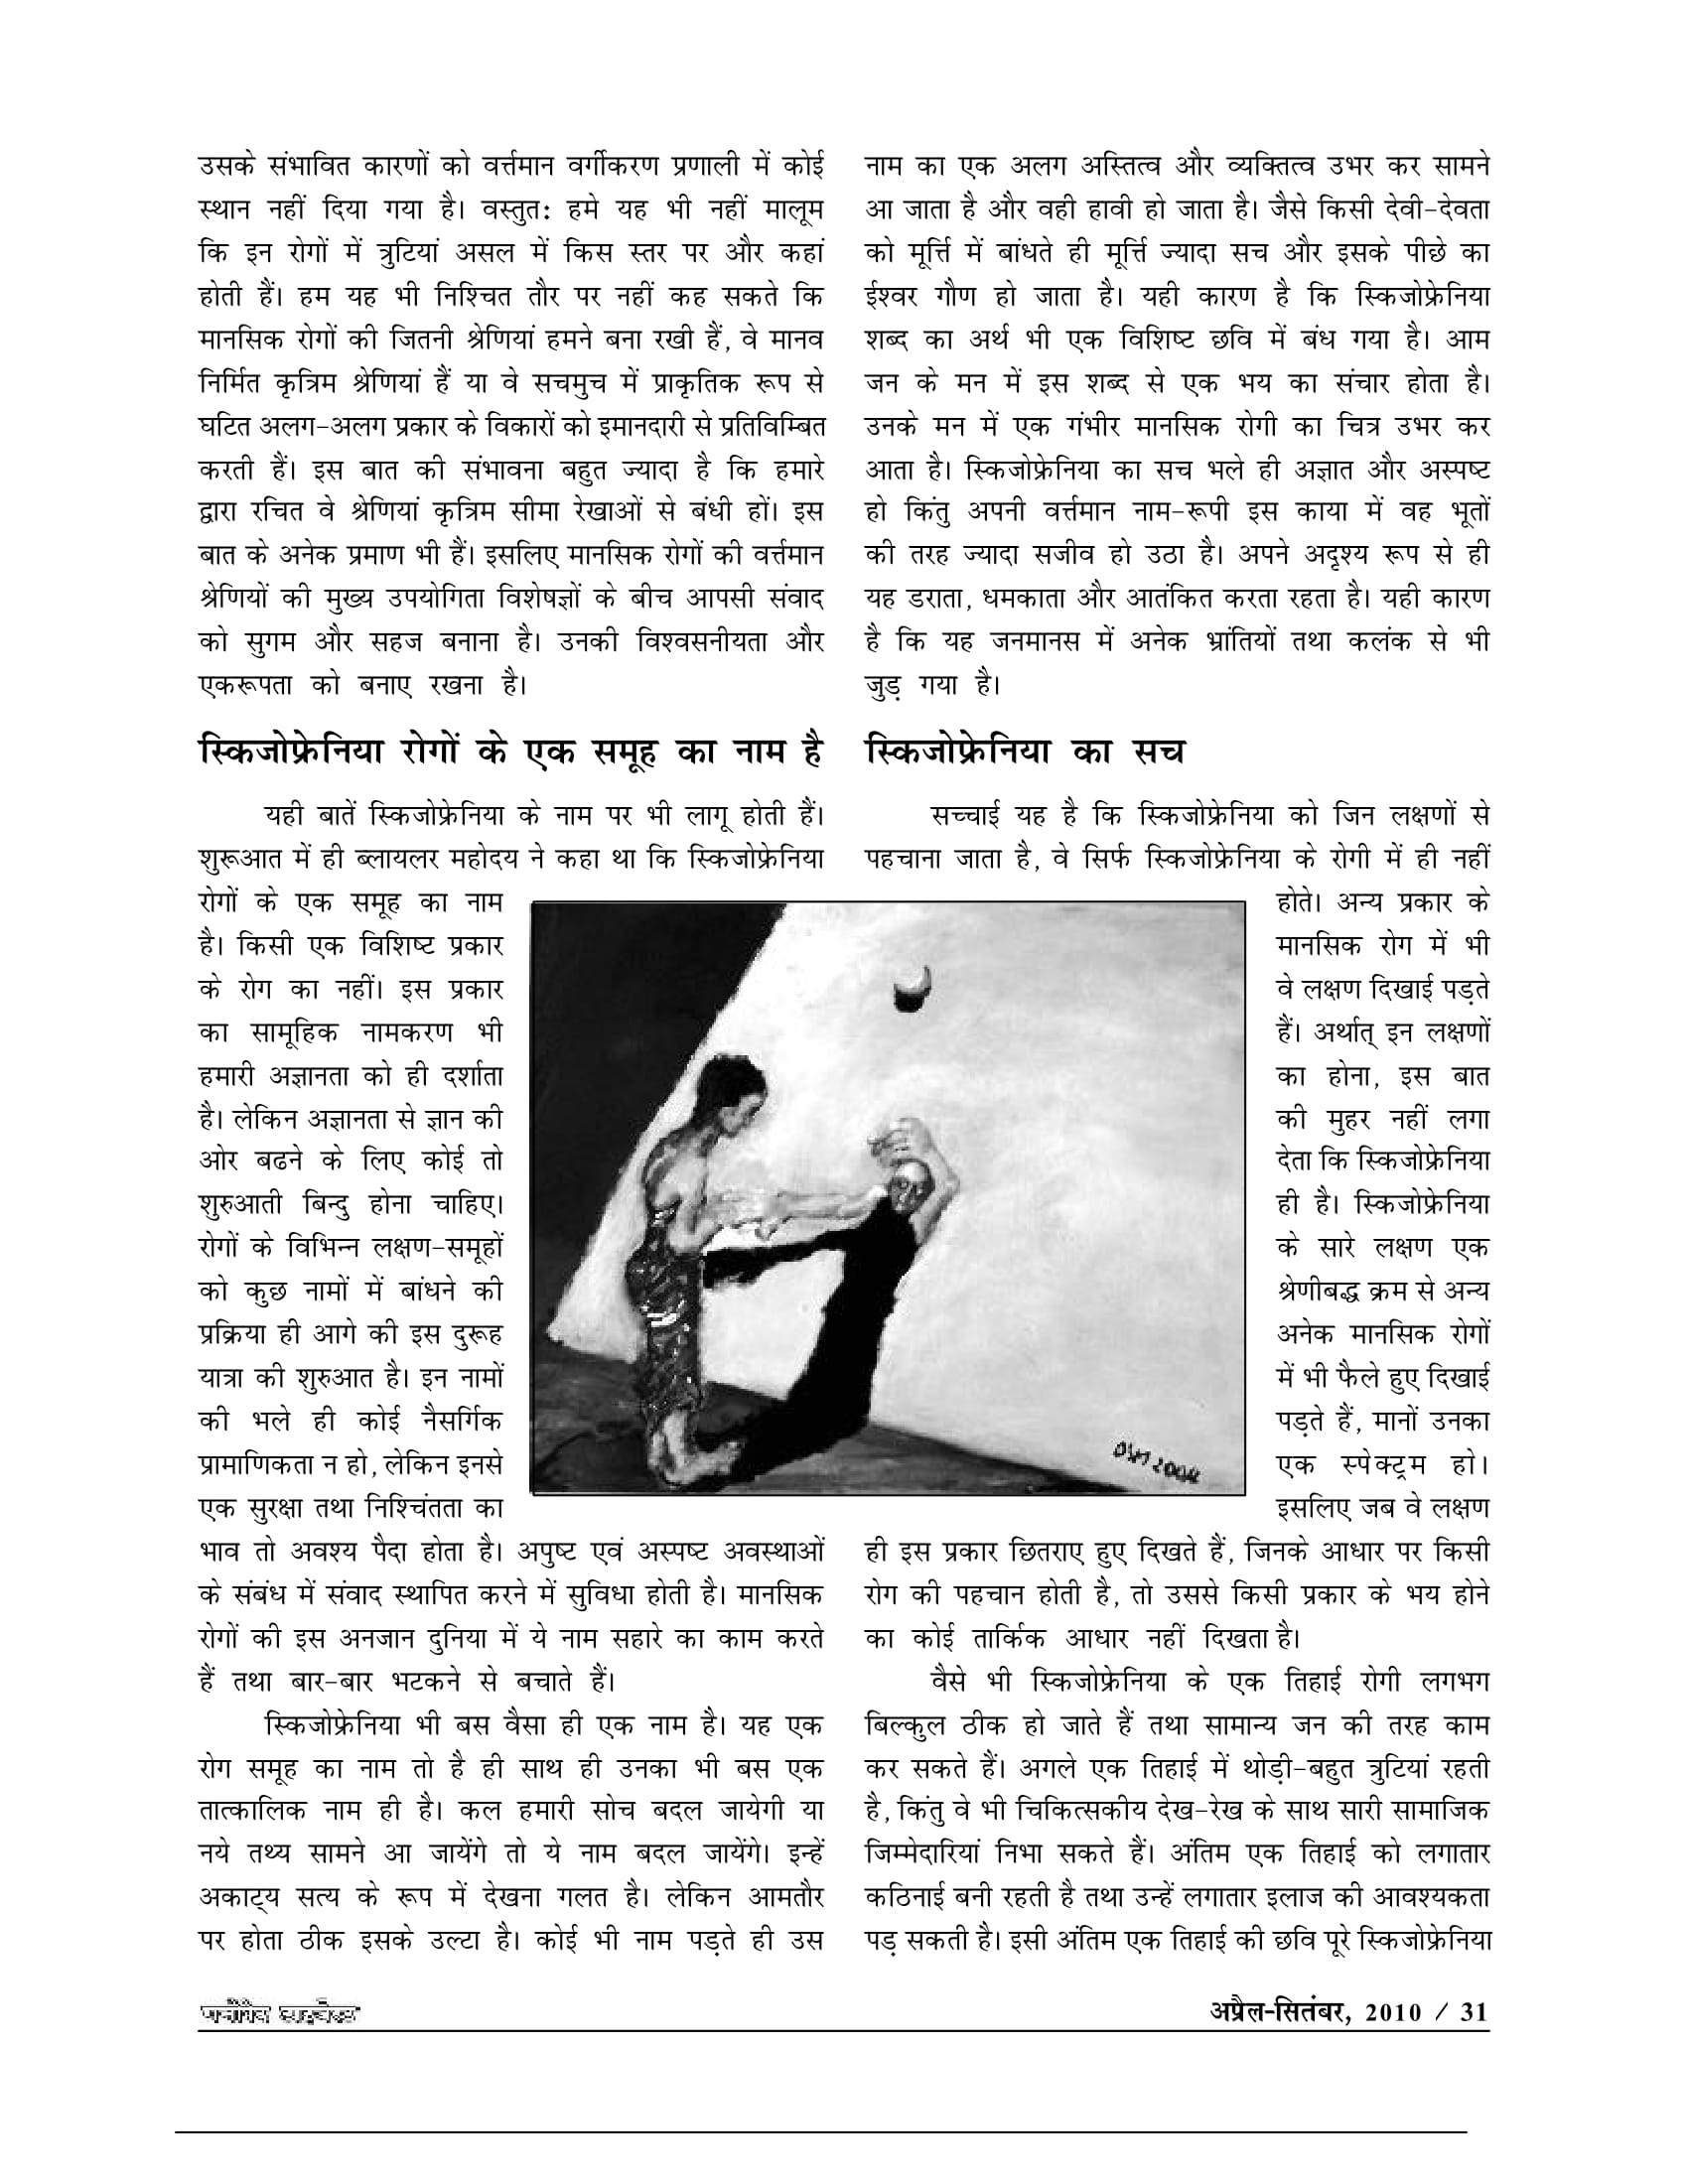 उसके संभावित कारणों को वर्त्तमान वर्गीकरण प्रणाली में कोई
स्थान नहीं दिया गया है। वस्तुत: हमे यह भी नहीं मालूम
कि इन रोगों में त्रुटियां असल में किस स्तर पर और कहां
होती हैं। हम यह भी निश्चित तौर पर नहीं कह सकते कि
मानसिक रोगों की जितनी श्रेणियां हमने बना रखी हैं, वे मानव
निर्मित कृत्रिम श्रेणियां हैं या वे सचमुच में प्राकृतिक रूप से
घटित अलग-अलग प्रकार के विकारों को इमानदारी से प्रतिविम्बित
करती हैं। इस बात की संभावना बहुत ज्यादा है कि हमारे
द्वारा रचित वे श्रेणियां कृत्रिम सीमा रेखाओं से बंधी हों। इस
बात के अनेक प्रमाण भी हैं। इसलिए मानसिक रोगों की वर्त्तमान
श्रेणियों की मुख्य उपयोगिता विशेषज्ञों के बीच आपसी संवाद
को सुगम और सहज बनाना है। उनकी विश्वसनीयता और
एकरूपता को बनाए रखना है।
स्किजोफ्रेनिया रोगों के एक समूह का नाम है
यही बातें स्किजोफ्रेनिया के नाम पर भी लागू होती हैं।
शुरूआत में ही ब्लायलर महोदय ने कहा था कि स्किजोफ्रेनिया
रोगों के एक समूह का नाम
है। किसी एक विशिष्ट प्रकार
के रोग का नहीं। इस प्रकार
का सामूहिक नामकरण भी
हमारी अज्ञानता को ही दर्शाता
है। लेकिन अज्ञानता से ज्ञान की
ओर बढने के लिए कोई तो
शुरुआती बिन्दु होना चाहिए।
रोगों के विभिन्न लक्षण-समूहों
को कुछ नामों में बांधने की
प्रक्रिया ही आगे की इस दुरूह
यात्रा की शुरुआत है। इन नामों
की भले ही कोई नैसर्गिक
प्रामाणिकता न हो, लेकिन इनसे
एक सुरक्षा तथा निश्चिंतता का
भाव तो अवश्य पैदा होता है। अपुष्ट एवं अस्पष्ट अवस्थाओं
के संबंध में संवाद स्थापित करने में सुविधा होती है। मानसिक
रोगों की इस अनजान दुनिया में ये नाम सहारे का काम करते
हैं तथा बार-बार भटकने से बचाते हैं।
स्किजोफ्रेनिया भी बस वैसा ही एक नाम है। यह एक
रोग समूह का नाम तो है ही साथ ही उनका भी बस एक
तात्कालिक नाम ही है। कल हमारी सोच बदल जायेगी या
नये तथ्य सामने आ जायेंगे तो ये नाम बदल जायेंगे। इन्हें
अकाट्य सत्य के रूप में देखना गलत है। लेकिन आमतौर
पर होता ठीक इसके उल्टा है। कोई भी नाम पड़ते ही उस
नाम का एक अलग अस्तित्व और व्यक्तित्व उभर कर सामने
आ जाता है और वही हावी हो जाता है। जैसे किसी देवी-देवता
को मूर्त्ति में बांधते ही मूर्त्ति ज्यादा सच और इसके पीछे का
ईश्वर गौण हो जाता है। यही कारण है कि स्किजोफ्रेनिया
शब्द का अर्थ भी एक विशिष्ट छवि में बंध गया है। आम
जन के मन में इस शब्द से एक भय का संचार होता है।
उनके मन में एक गंभीर मानसिक रोगी का चित्र उभर कर
आता है। स्किजोफ्रेनिया का सच भले ही अज्ञात और अस्पष्ट
हो किंतु अपनी वर्त्तमान नाम-रूपी इस काया में वह भूतों
की तरह ज्यादा सजीव हो उठा है। अपने अदृश्य रूप से ही
यह डराता, धमकाता और आतंकित करता रहता है। यही कारण
है कि यह जनमानस में अनेक भ्रांतियों तथा कलंक से भी
जुड़ गया है।
स्किजोफ्रेनिया का सच
सच्चाई यह है कि स्किजोफ्रेनिया को जिन लक्षणों से
पहचाना जाता है, वे सिर्फ स्किजोफ्रेनिया के रोगी में ही नहीं
होते। अन्य प्रकार के
मानसिक रोग में भी
वे लक्षण दिखाई पड़ते
हैं। अर्थात् इन लक्षणों
का होना, इस बात
की मुहर नहीं लगा
देता कि स्किजोफ्रेनिया
ही है। स्किजोफ्रेनिया
के सारे लक्षण एक
श्रेणीबद्ध क्रम से अन्य
अनेक मानसिक रोगों
में भी फैले हुए दिखाई
पड़ते हैं, मानों उनका
एक स्पेक्ट्रम हो।
इसलिए जब वे लक्षण
ही इस प्रकार छितराए हुए दिखते हैं, जिनके आधार पर किसी
रोग की पहचान होती है, तो उससे किसी प्रकार के भय होने
का कोई तार्किक आधार नहीं दिखता है।
वैसे भी स्किजोफ्रेनिया के एक तिहाई रोगी लगभग
बिल्कुल ठीक हो जाते हैं तथा सामान्य जन की तरह काम
कर सकते हैं। अगले एक तिहाई में थोड़ी-बहुत त्रुटियां रहती
है, किंतु वे भी चिकित्सकीय देख-रेख के साथ सारी सामाजिक
जिम्मेदारियां निभा सकते हैं। अंतिम एक तिहाई को लगातार
कठिनाई बनी रहती है तथा उन्हें लगातार इलाज की आवश्यकता
पड़ सकती है। इसी अंतिम एक तिहाई की छवि पूरे स्किजोफ्रेनिया
2004
अप्रैल-सितंबर, 2010 / 31